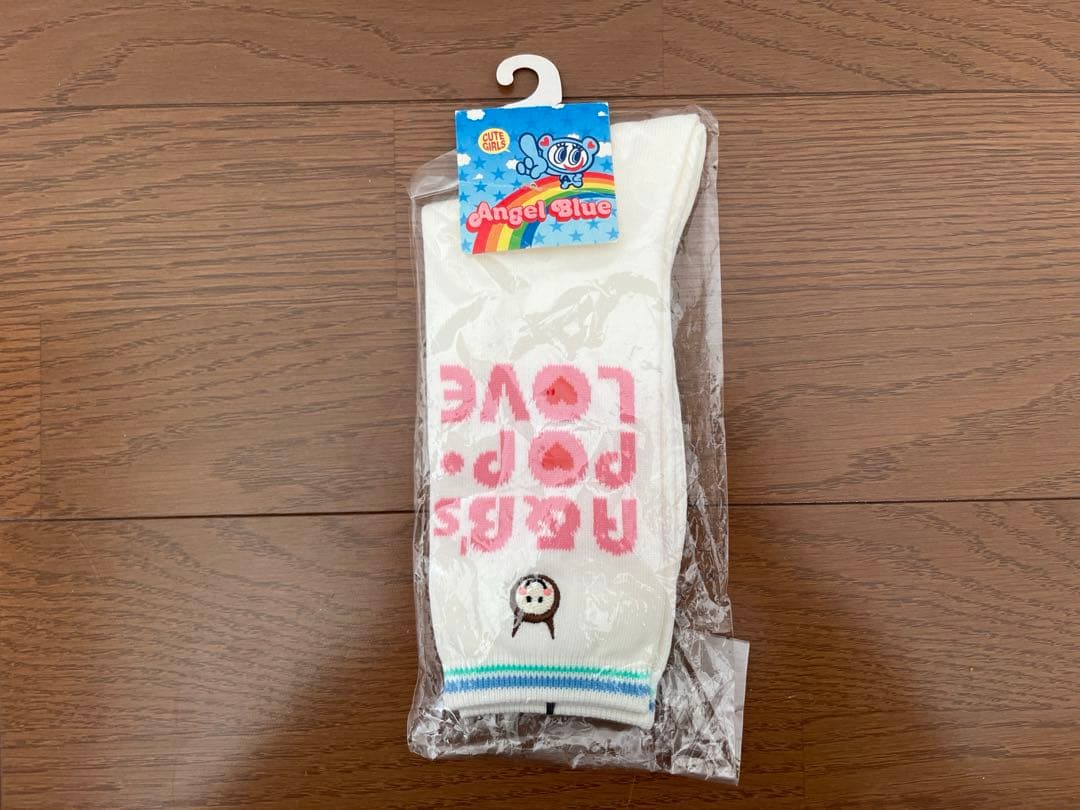 CUTE
GIRLS
Angel Blue
A&B's
POP•
LOVE